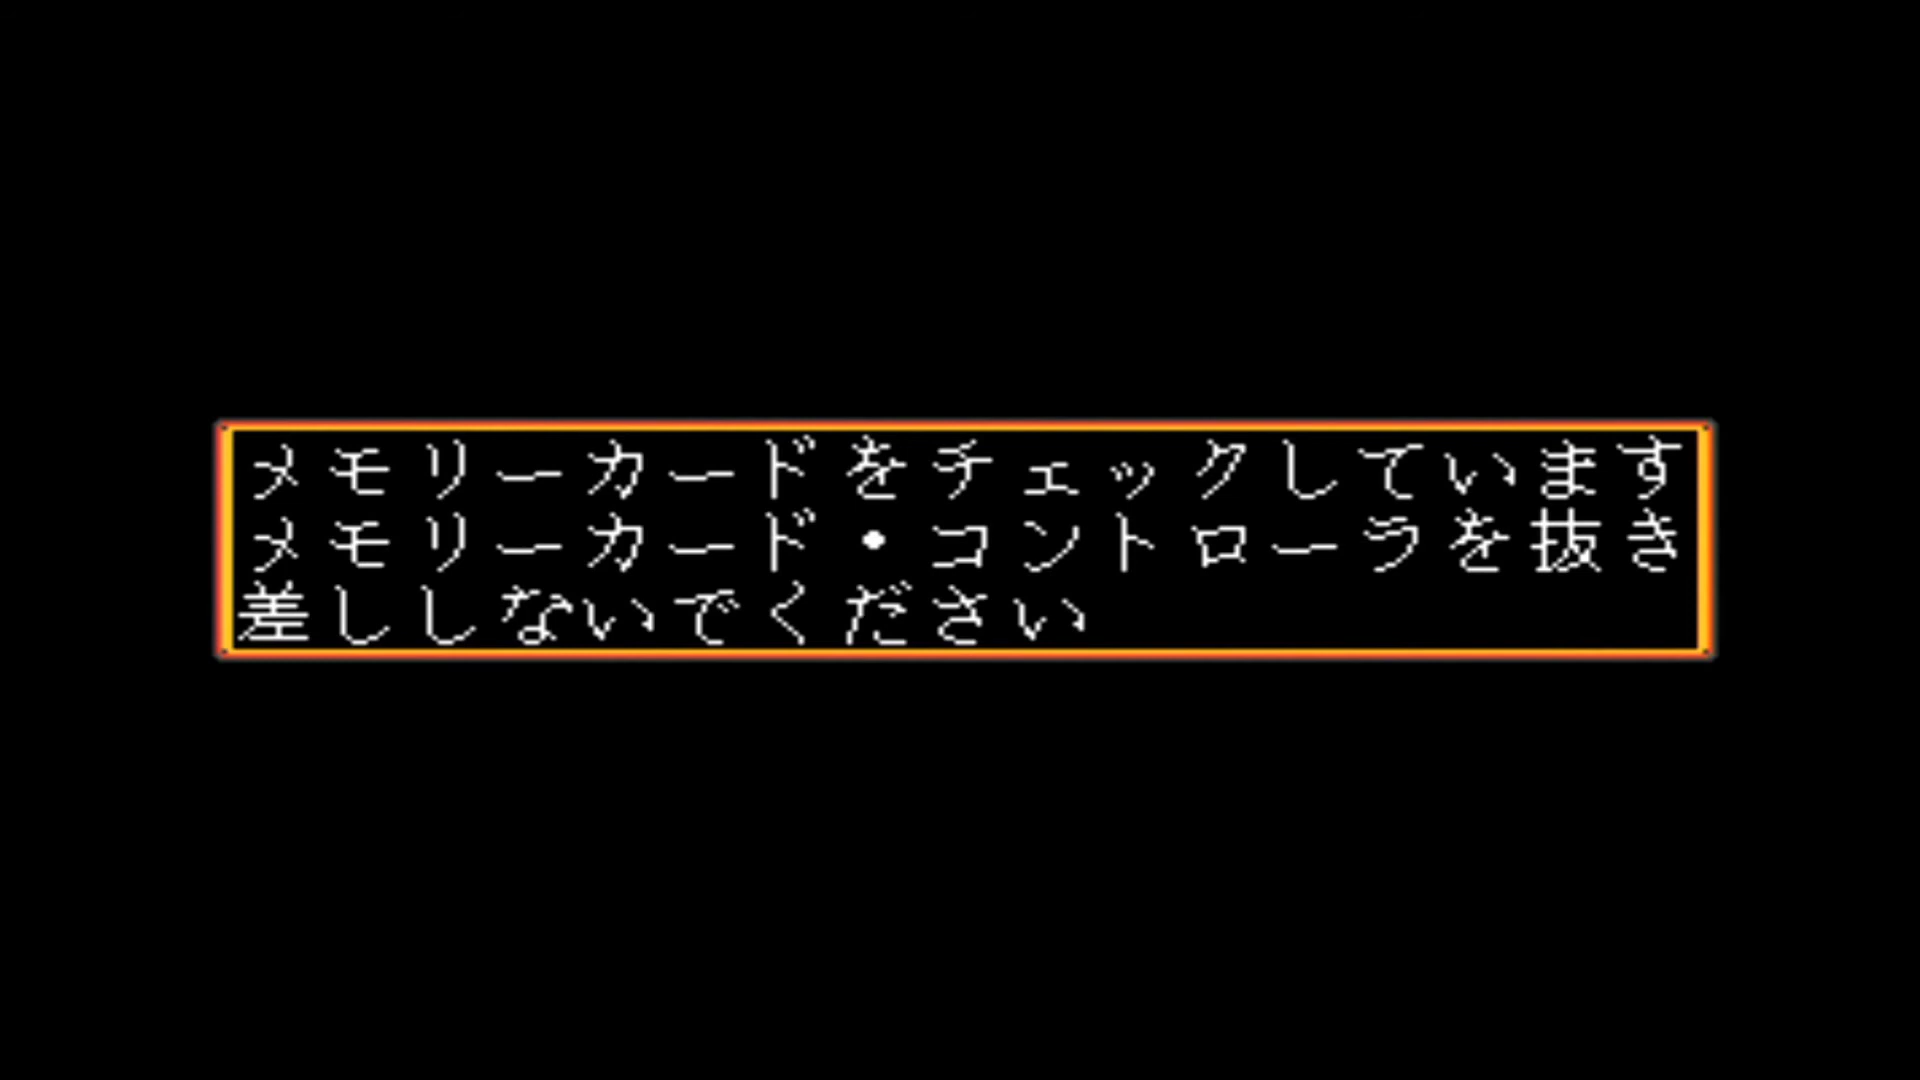 メモリーカードをチェックしています
メモリーカード・コントローラを抜き
差ししないでください